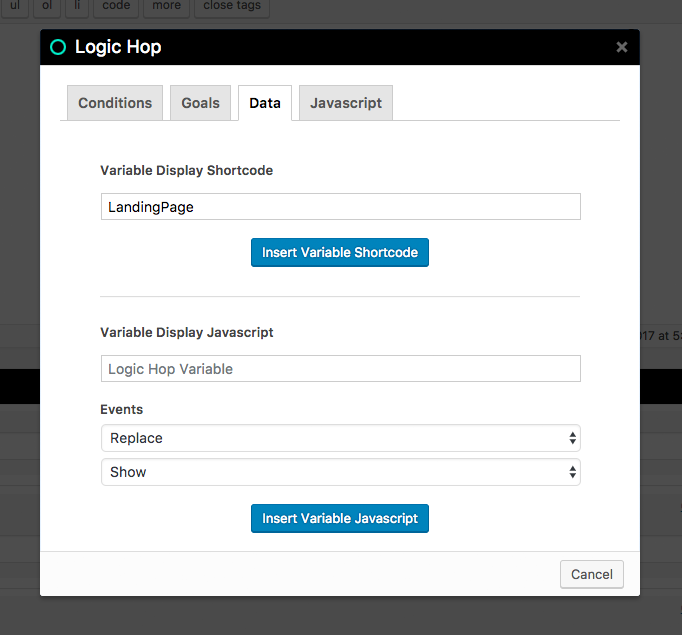 ul ol li code more close tags
Logic Hop ×
Conditions Goals Data Javascript
Variable Display Shortcode
LandingPage
Insert Variable Shortcode
Variable Display Javascript
017 at 5:
Logic Hop Variable
Events
Replace
Show
Insert Variable Javascript
Cancel